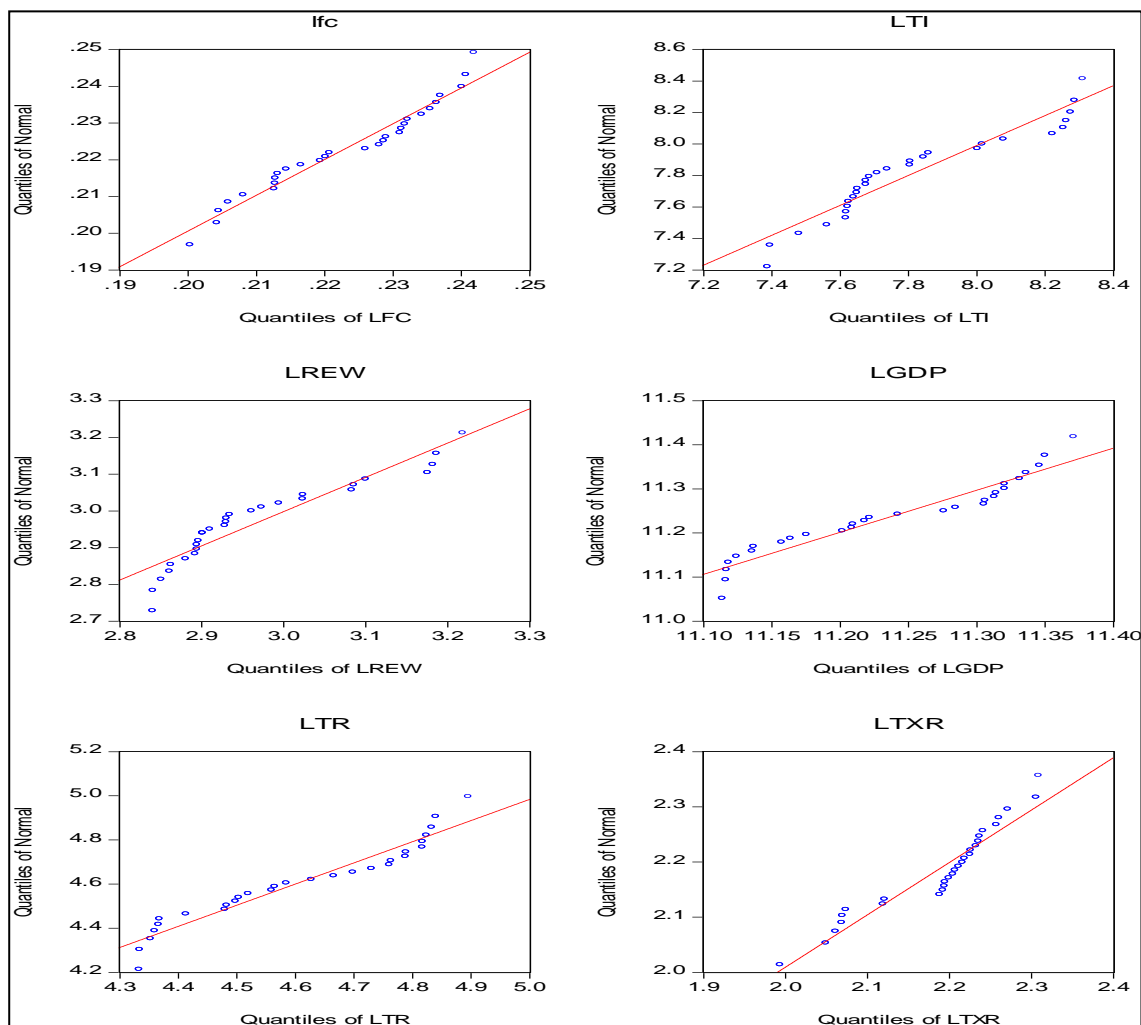 lfc
.25
.24
.23
.22
.21
.20
.19
Quantiles of Normal
.19 .20 .21 .22 .23 .24 .25
Quantiles of LFC
LTI
8.6
8.4
8.2
8.0
7.8
7.6
7.4
7.2
Quantiles of Normal
7.2 7.4 7.6 7.8 8.0 8.2 8.4
Quantiles of LTI
LREW
3.3
3.2
3.1
3.0
2.9
2.8
2.7
Quantiles of Normal
2.8 2.9 3.0 3.1 3.2 3.3
Quantiles of LREW
LGDP
11.5
11.4
11.3
11.2
11.1
11.0
Quantiles of Normal
11.10 11.15 11.20 11.25 11.30 11.35 11.40
Quantiles of LGDP
LTR
5.2
5.0
4.8
4.6
4.4
4.2
Quantiles of Normal
4.3 4.4 4.5 4.6 4.7 4.8 4.9 5.0
Quantiles of LTR
LTXR
2.4
2.3
2.2
2.1
2.0
Quantiles of Normal
1.9 2.0 2.1 2.2 2.3 2.4
Quantiles of LTXR